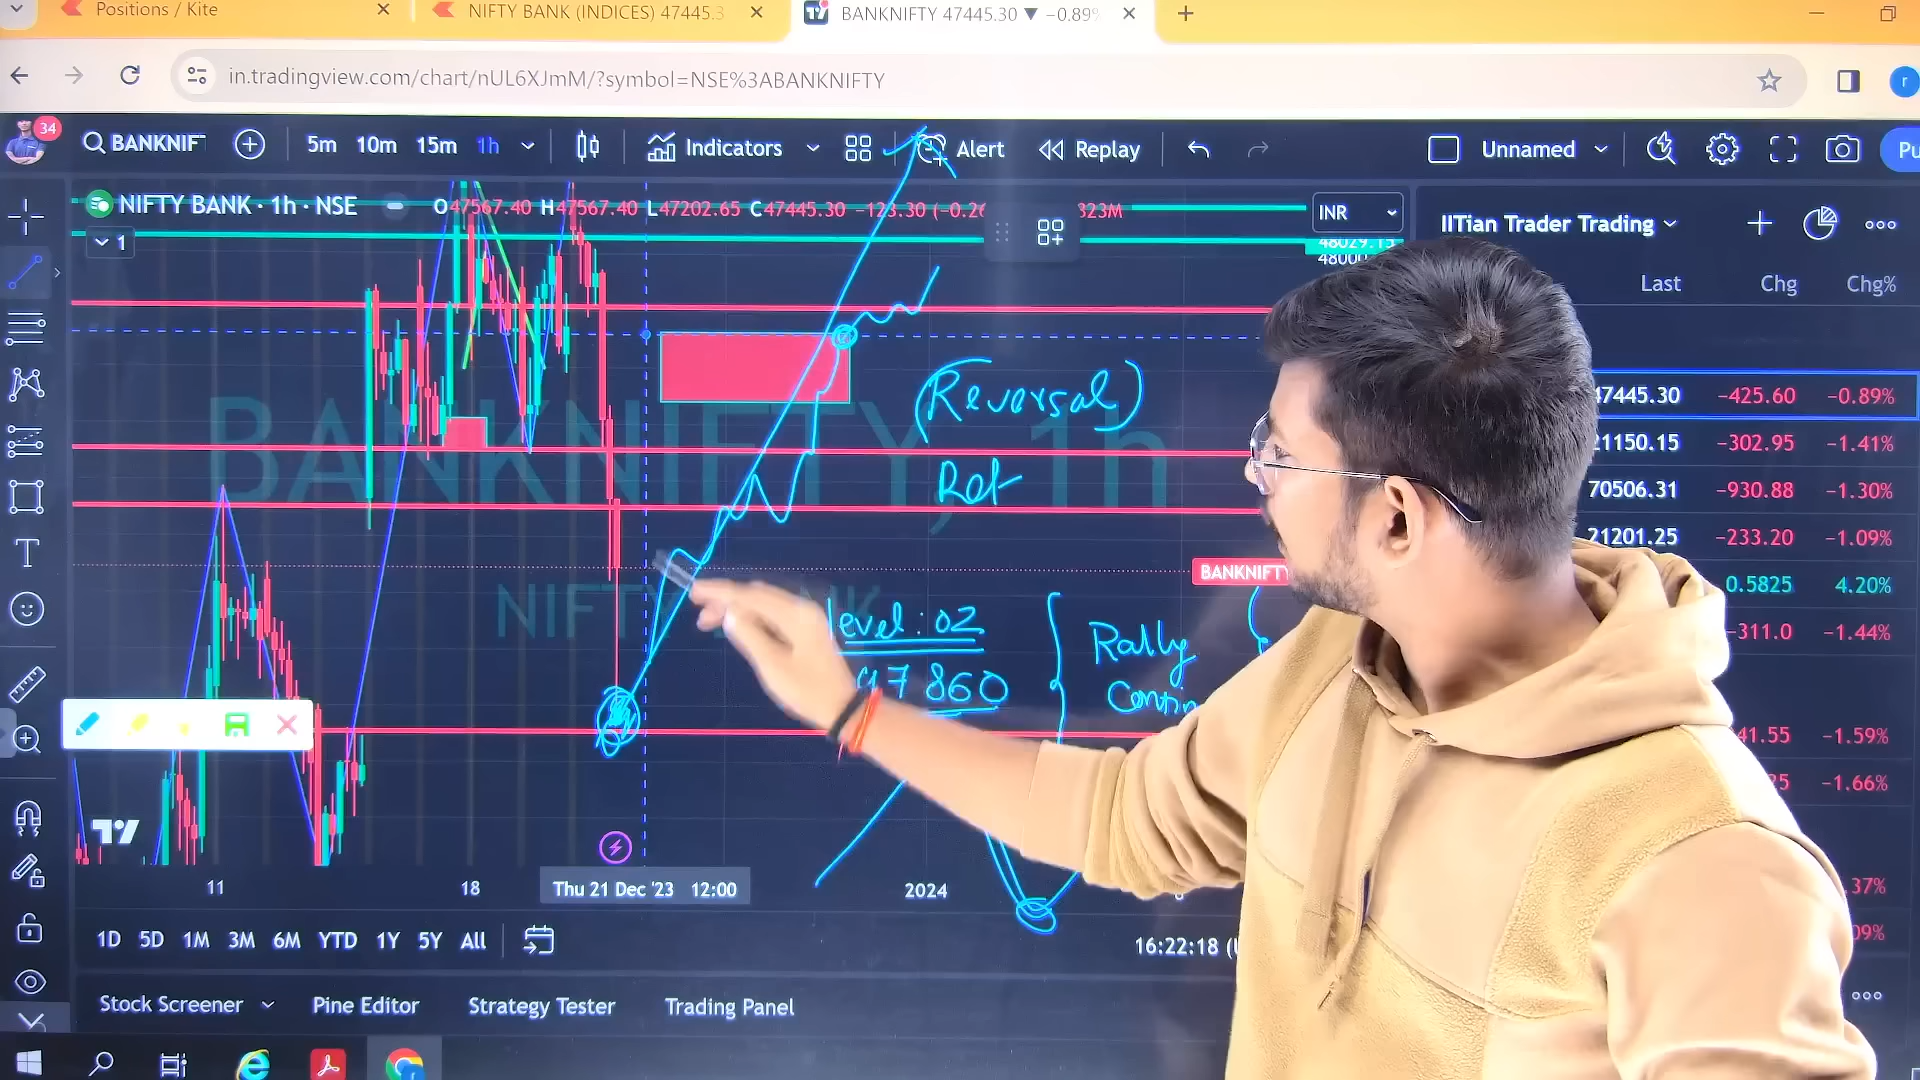 Positions / Kite
NIFTY BANK (INDICES) 47445.3
BANKNIFTY 47445.30 ▼ −0.89%
in.tradingview.com/chart/nUL6XJmM/?symbol=NSE%3ABANKNIFTY
34
BANKNIFT
5m 10m 15m 1h
Indicators
Alert
Replay
Unnamed
Pu
NIFTY BANK · 1h · NSE
O47567.40 H47567.40 L47202.65 C47445.30 −123.30 (−0.26
323M
INR
1
48029.15
48000
IITian Trader Trading
Last Chg Chg%
47445.30 −425.60 −0.89%
21150.15 −302.95 −1.41%
70506.31 −930.88 −1.30%
21201.25 −233.20 −1.09%
0.5825 4.20%
−311.0 −1.44%
41.55 −1.59%
5 −1.66%
.37%
09%
BANKNIFTY, 1h
NIFTY BANK
(Reversal)
Ret
BANKNIFTY
level : 02
47860
Rally
Contin
11 18
Thu 21 Dec '23 12:00
2024
1D 5D 1M 3M 6M YTD 1Y 5Y All
16:22:18 (U
Stock Screener
Pine Editor
Strategy Tester
Trading Panel